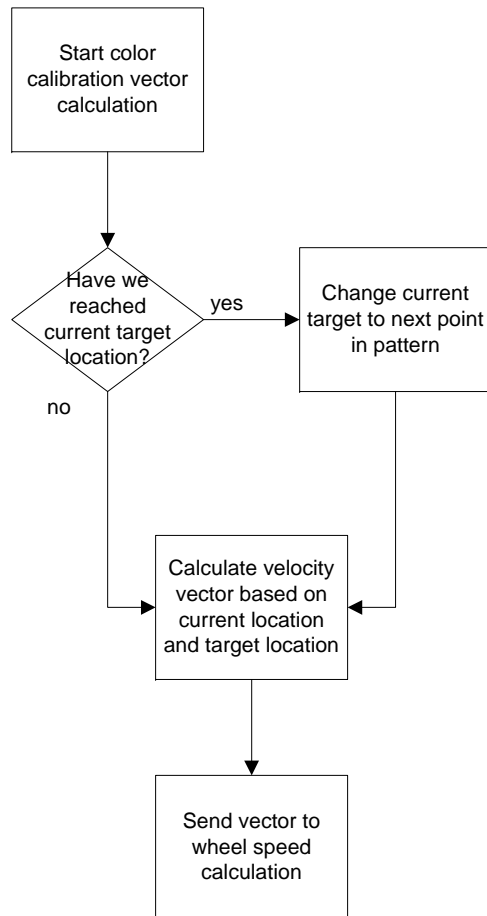 Start color
calibration vector
calculation
Have we
reached
current target
location?
yes
Change current
target to next point
in pattern
no
Calculate velocity
vector based on
current location
and target location
Send vector to
wheel speed
calculation